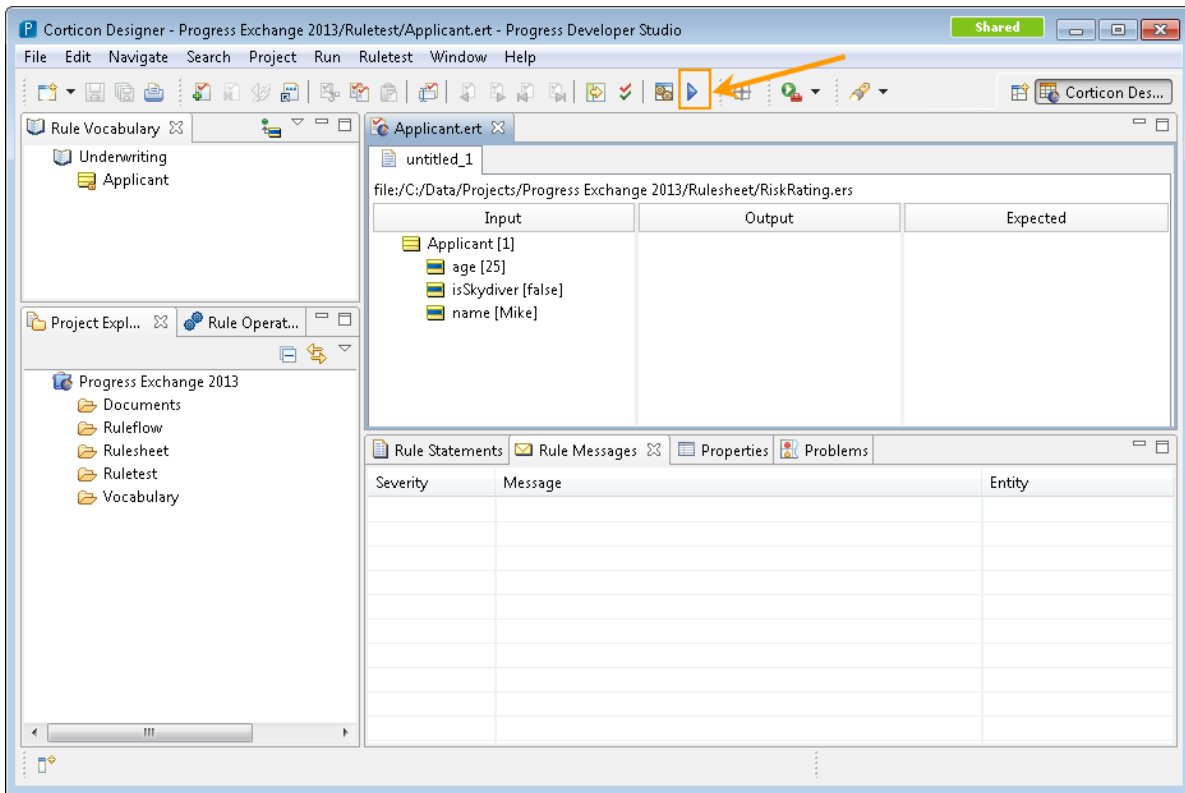 Corticon Designer - Progress Exchange 2013/Ruletest/Applicant.ert - Progress Developer Studio
Shared
File Edit Navigate Search Project Run Ruletest Window Help
Corticon Des...
Rule Vocabulary
Underwriting
Applicant
Applicant.ert
untitled_1
file:/C:/Data/Projects/Progress Exchange 2013/Rulesheet/RiskRating.ers
Input Output Expected
Applicant [1]
age [25]
isSkydiver [false]
name [Mike]
Project Expl... Rule Operat...
Progress Exchange 2013
Documents
Ruleflow
Rulesheet
Ruletest
Vocabulary
Rule Statements Rule Messages Properties Problems
Severity Message Entity